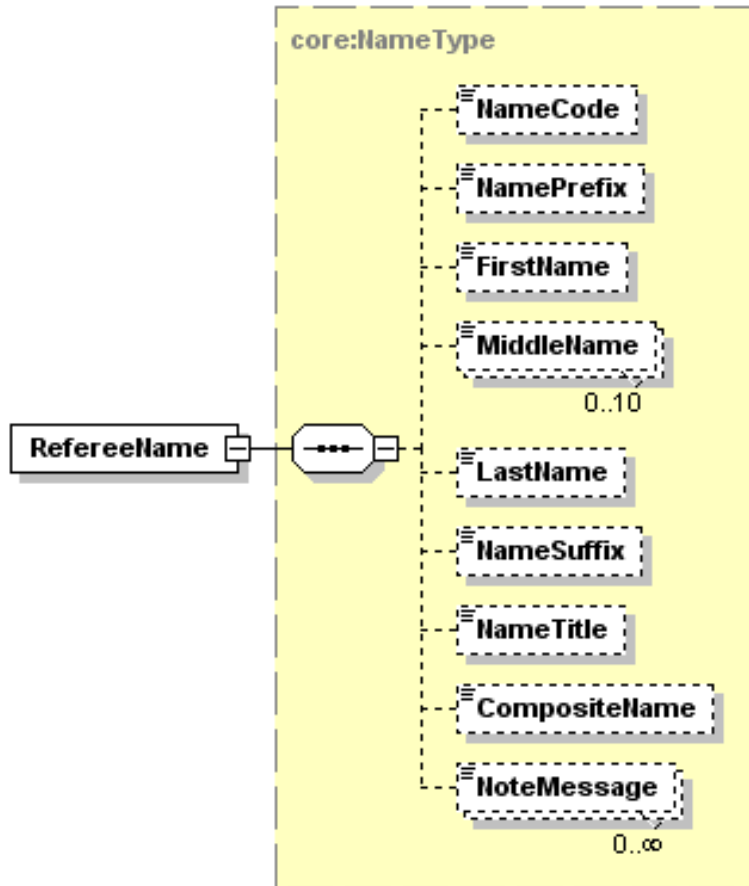 core:NameType
NameCode
NamePrefix
FirstName
MiddleName
0..10
RefereeName
LastName
NameSuffix
NameTitle
CompositeName
NoteMessage
0..∞